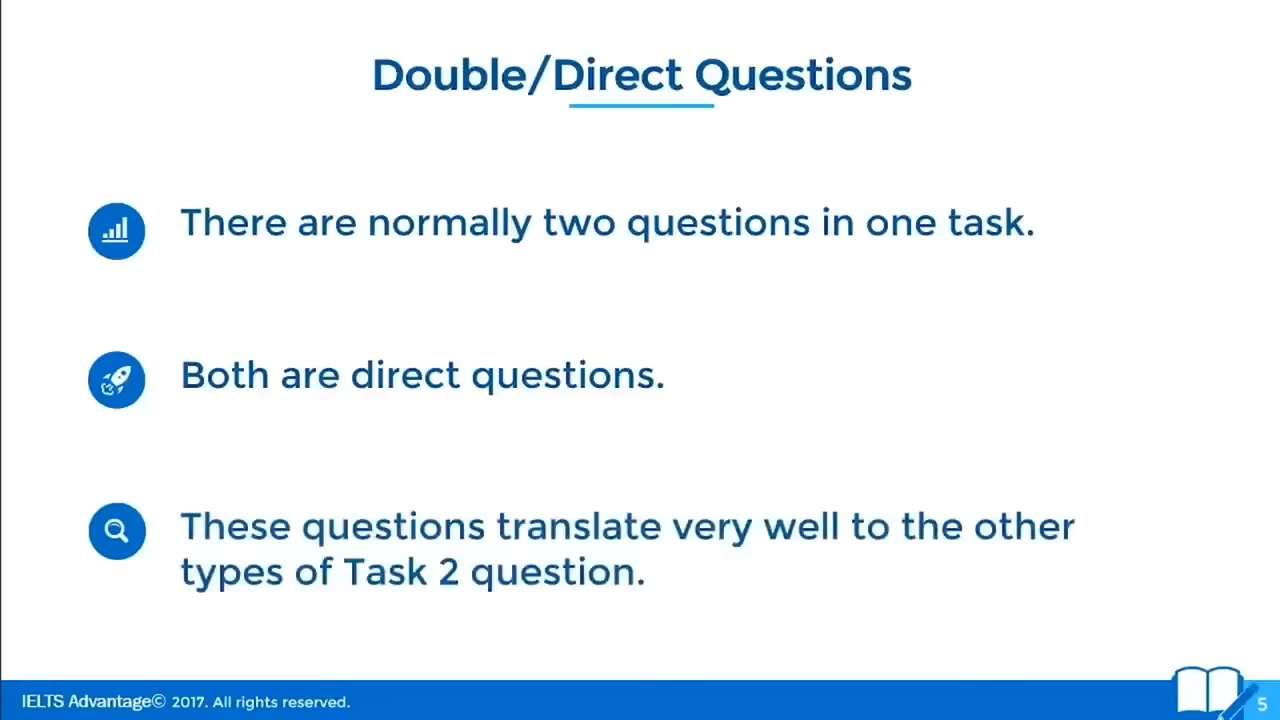 Double/Direct Questions
There are normally two questions in one task.
Both are direct questions.
These questions translate very well to the other
types of Task 2 question.
IELTS Advantage© 2017. All rights reserved.
5